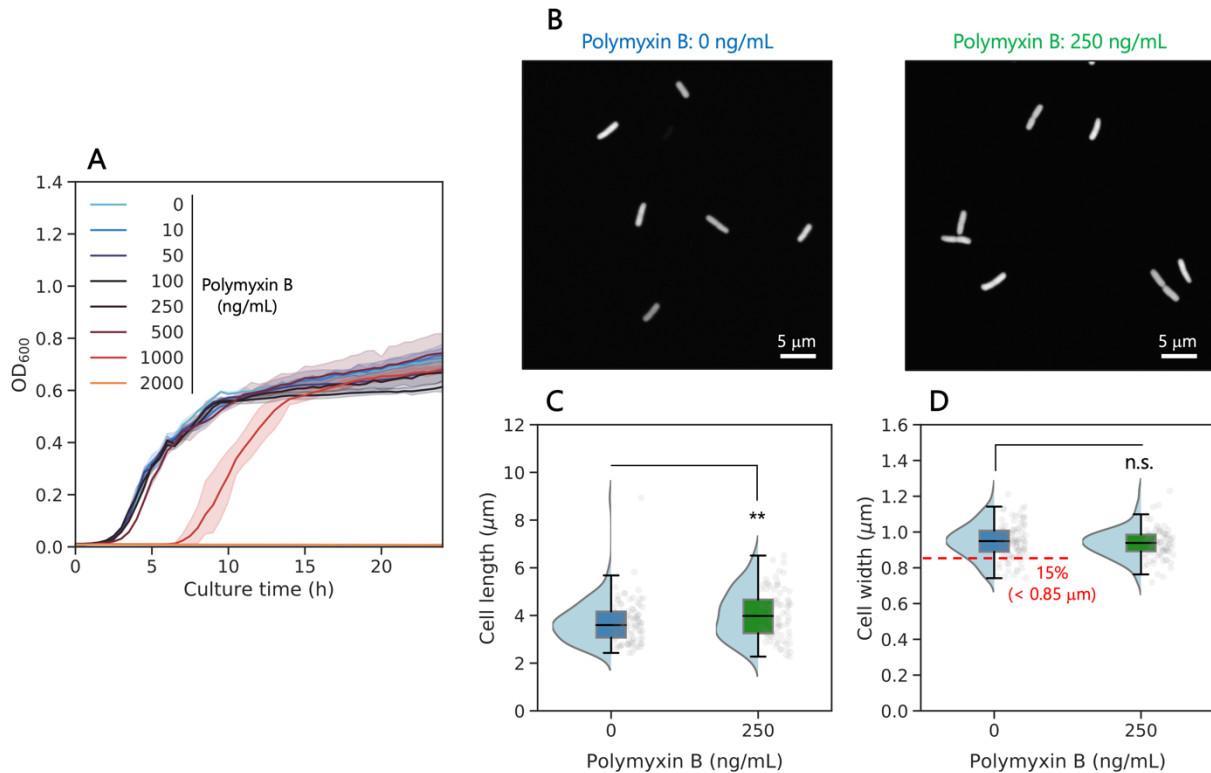 A
1.4
1.2
1.0
0.8
0.6
0.4
0.2
0.0
OD600
0
10
50
100
250
500
1000
2000
Polymyxin B
(ng/mL)
0
5
10
15
20
Culture time (h)
B
Polymyxin B: 0 ng/mL
Polymyxin B: 250 ng/mL
5 μm
5 μm
C
12
10
8
6
4
2
0
Cell length (μm)
**
0
250
Polymyxin B (ng/mL)
D
1.6
1.4
1.2
1.0
0.8
0.6
0.4
0.2
0.0
Cell width (μm)
n.s.
15%
(< 0.85 μm)
0
250
Polymyxin B (ng/mL)